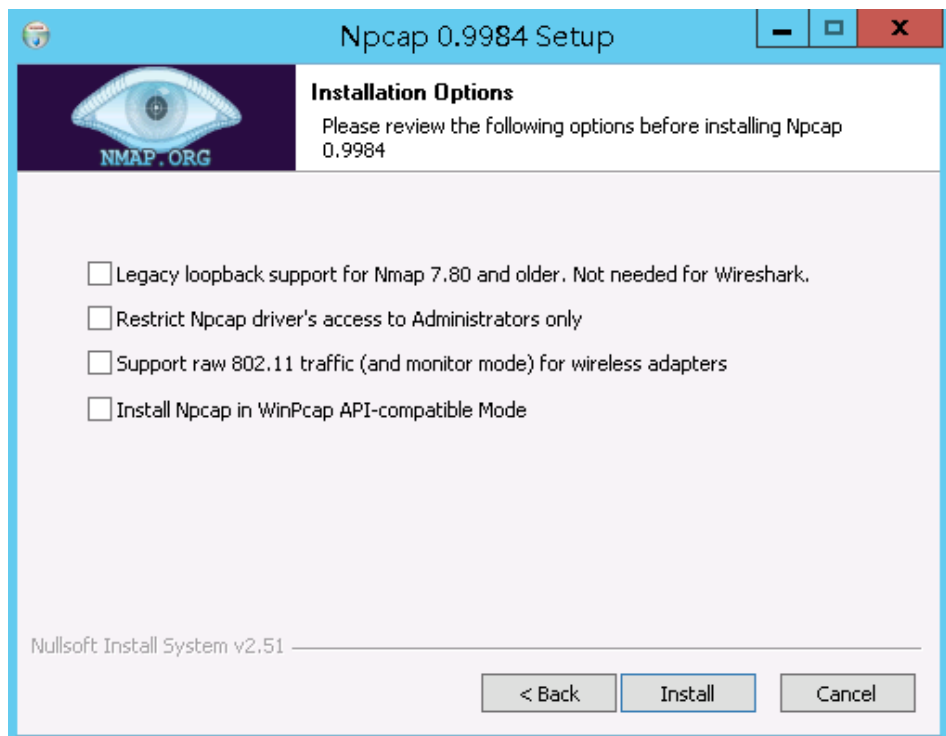 Npcap 0.9984 Setup
NMAP.ORG
Installation Options
Please review the following options before installing Npcap
0.9984
Legacy loopback support for Nmap 7.80 and older. Not needed for Wireshark.
Restrict Npcap driver's access to Administrators only
Support raw 802.11 traffic (and monitor mode) for wireless adapters
Install Npcap in WinPcap API-compatible Mode
Nullsoft Install System v2.51
< Back Install Cancel